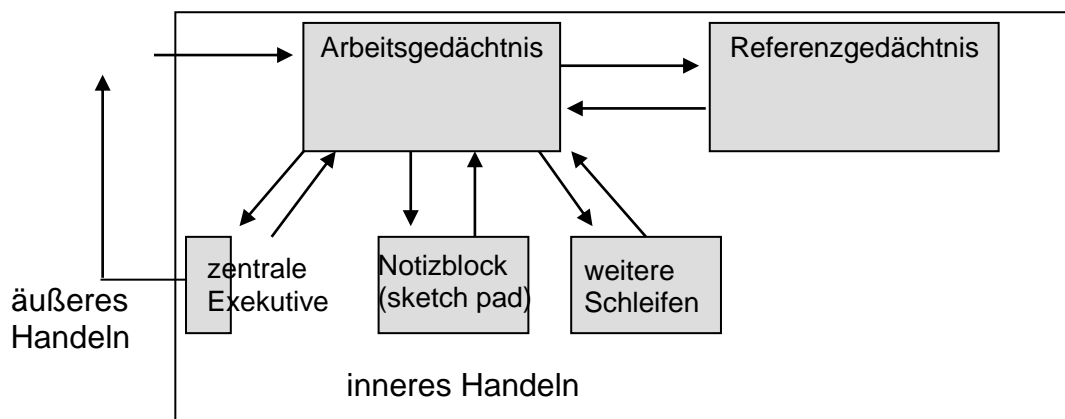 Arbeitsgedächtnis
Referenzgedächtnis
zentrale
Exekutive
Notizblock
(sketch pad)
weitere
Schleifen
äußeres
Handeln
inneres Handeln